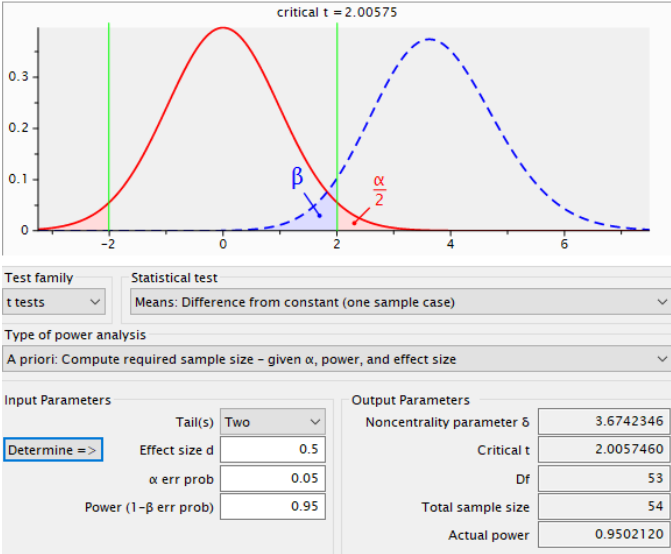 critical t = 2.00575
0.3
0.2
0.1
0
β
α
2
-2 0 2 4 6
Test family Statistical test
t tests Means: Difference from constant (one sample case)
Type of power analysis
A priori: Compute required sample size – given α, power, and effect size
Input Parameters Output Parameters
Tail(s) Two Noncentrality parameter δ 3.6742346
Determine => Effect size d 0.5 Critical t 2.0057460
α err prob 0.05 Df 53
Power (1-β err prob) 0.95 Total sample size 54
Actual power 0.9502120